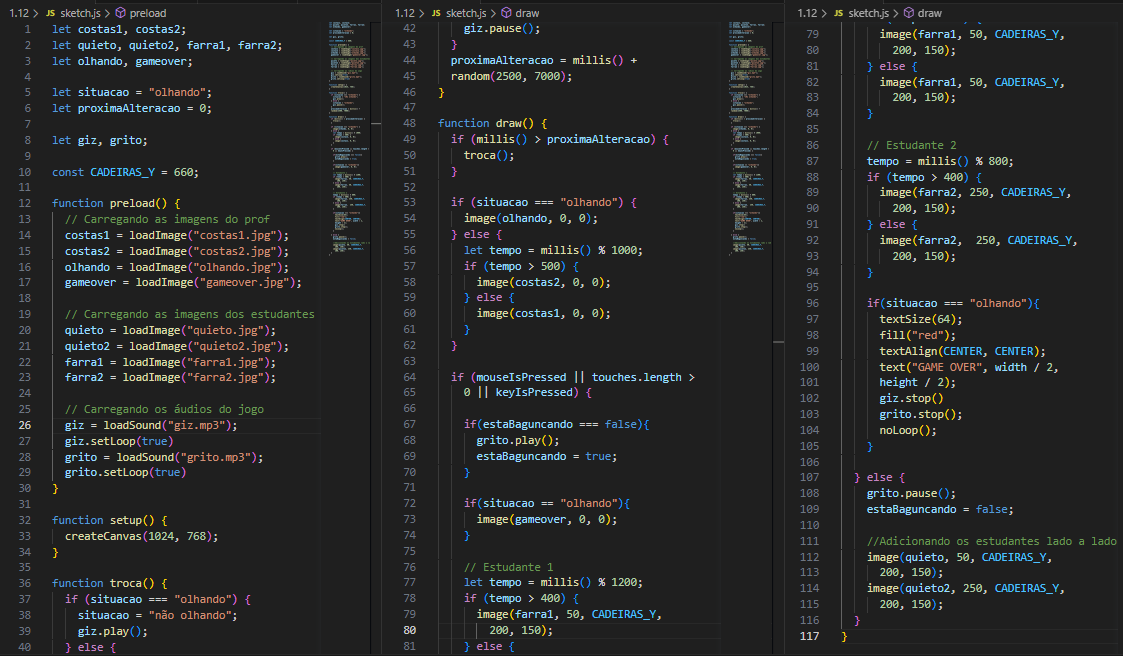 1.12 > JS sketch.js > preload
1 let costas1, costas2;
2 let quieto, quieto2, farra1, farra2;
3 let olhando, gameover;
4
5 let situacao = "olhando";
6 let proximaAlteracao = 0;
7
8 let giz, grito;
9
10 const CADEIRAS_Y = 660;
11
12 function preload() {
13 // Carregando as imagens do prof
14 costas1 = loadImage("costas1.jpg");
15 costas2 = loadImage("costas2.jpg");
16 olhando = loadImage("olhando.jpg");
17 gameover = loadImage("gameover.jpg");
18
19 // Carregando as imagens dos estudantes
20 quieto = loadImage("quieto.jpg");
21 quieto2 = loadImage("quieto2.jpg");
22 farra1 = loadImage("farra1.jpg");
23 farra2 = loadImage("farra2.jpg");
24
25 // Carregando os áudios do jogo
26 giz = loadSound("giz.mp3");
27 giz.setLoop(true)
28 grito = loadSound("grito.mp3");
29 grito.setLoop(true)
30 }
31
32 function setup() {
33 createCanvas(1024, 768);
34 }
35
36 function troca() {
37 if (situacao === "olhando") {
38 situacao = "não olhando";
39 giz.play();
40 } else {
1.12 > JS sketch.js > draw
42 giz.pause();
43 }
44 proximaAlteracao = millis() +
45 random(2500, 7000);
46 }
47
48 function draw() {
49 if (millis() > proximaAlteracao) {
50 troca();
51 }
52
53 if (situacao === "olhando") {
54 image(olhando, 0, 0);
55 } else {
56 let tempo = millis() % 1000;
57 if (tempo > 500) {
58 image(costas2, 0, 0);
59 } else {
60 image(costas1, 0, 0);
61 }
62 }
63
64 if (mouseIsPressed || touches.length >
65 0 || keyIsPressed) {
66
67 if(estaBaguncando === false){
68 grito.play();
69 estaBaguncando = true;
70 }
71
72 if(situacao == "olhando"){
73 image(gameover, 0, 0);
74 }
75
76 // Estudante 1
77 let tempo = millis() % 1200;
78 if (tempo > 400) {
79 image(farra1, 50, CADEIRAS_Y,
80 200, 150);
81 } else {
1.12 > JS sketch.js > draw
79 image(farra1, 50, CADEIRAS_Y,
80 200, 150);
81 } else {
82 image(farra1, 50, CADEIRAS_Y,
83 200, 150);
84 }
85
86 // Estudante 2
87 tempo = millis() % 800;
88 if (tempo > 400) {
89 image(farra2, 250, CADEIRAS_Y,
90 200, 150);
91 } else {
92 image(farra2,  250, CADEIRAS_Y,
93 200, 150);
94 }
95
96 if(situacao === "olhando"){
97 textSize(64);
98 fill("red");
99 textAlign(CENTER, CENTER);
100 text("GAME OVER", width / 2,
101 height / 2);
102 giz.stop()
103 grito.stop();
104 noLoop();
105 }
106
107 } else {
108 grito.pause();
109 estaBaguncando = false;
110
111 //Adicionando os estudantes lado a lado
112 image(quieto, 50, CADEIRAS_Y,
113 200, 150);
114 image(quieto2, 250, CADEIRAS_Y,
115 200, 150);
116 }
117 }